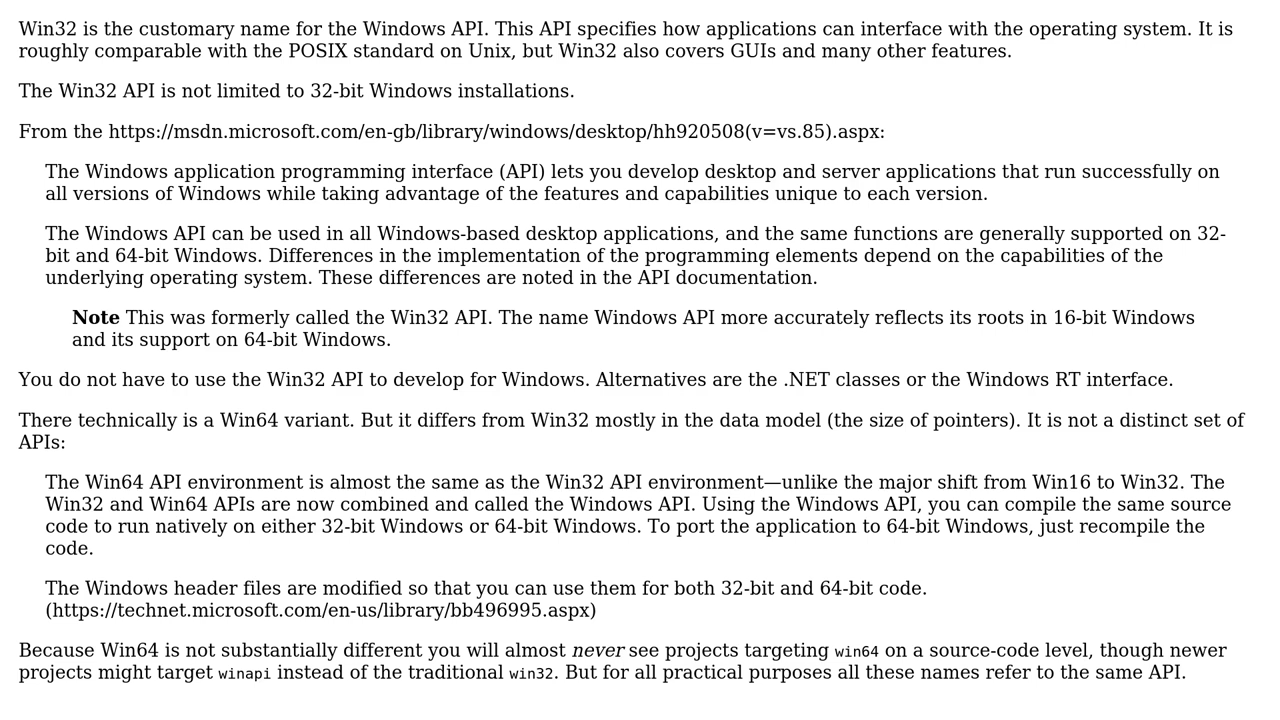 Win32 is the customary name for the Windows API. This API specifies how applications can interface with the operating system. It is
roughly comparable with the POSIX standard on Unix, but Win32 also covers GUIs and many other features.
The Win32 API is not limited to 32-bit Windows installations.
From the https://msdn.microsoft.com/en-gb/library/windows/desktop/hh920508(v=vs.85).aspx:
The Windows application programming interface (API) lets you develop desktop and server applications that run successfully on
all versions of Windows while taking advantage of the features and capabilities unique to each version.
The Windows API can be used in all Windows-based desktop applications, and the same functions are generally supported on 32-
bit and 64-bit Windows. Differences in the implementation of the programming elements depend on the capabilities of the
underlying operating system. These differences are noted in the API documentation.
Note This was formerly called the Win32 API. The name Windows API more accurately reflects its roots in 16-bit Windows
and its support on 64-bit Windows.
You do not have to use the Win32 API to develop for Windows. Alternatives are the .NET classes or the Windows RT interface.
There technically is a Win64 variant. But it differs from Win32 mostly in the data model (the size of pointers). It is not a distinct set of
APIs:
The Win64 API environment is almost the same as the Win32 API environment—unlike the major shift from Win16 to Win32. The
Win32 and Win64 APIs are now combined and called the Windows API. Using the Windows API, you can compile the same source
code to run natively on either 32-bit Windows or 64-bit Windows. To port the application to 64-bit Windows, just recompile the
code.
The Windows header files are modified so that you can use them for both 32-bit and 64-bit code.
(https://technet.microsoft.com/en-us/library/bb496995.aspx)
Because Win64 is not substantially different you will almost never see projects targeting win64 on a source-code level, though newer
projects might target winapi instead of the traditional win32. But for all practical purposes all these names refer to the same API.